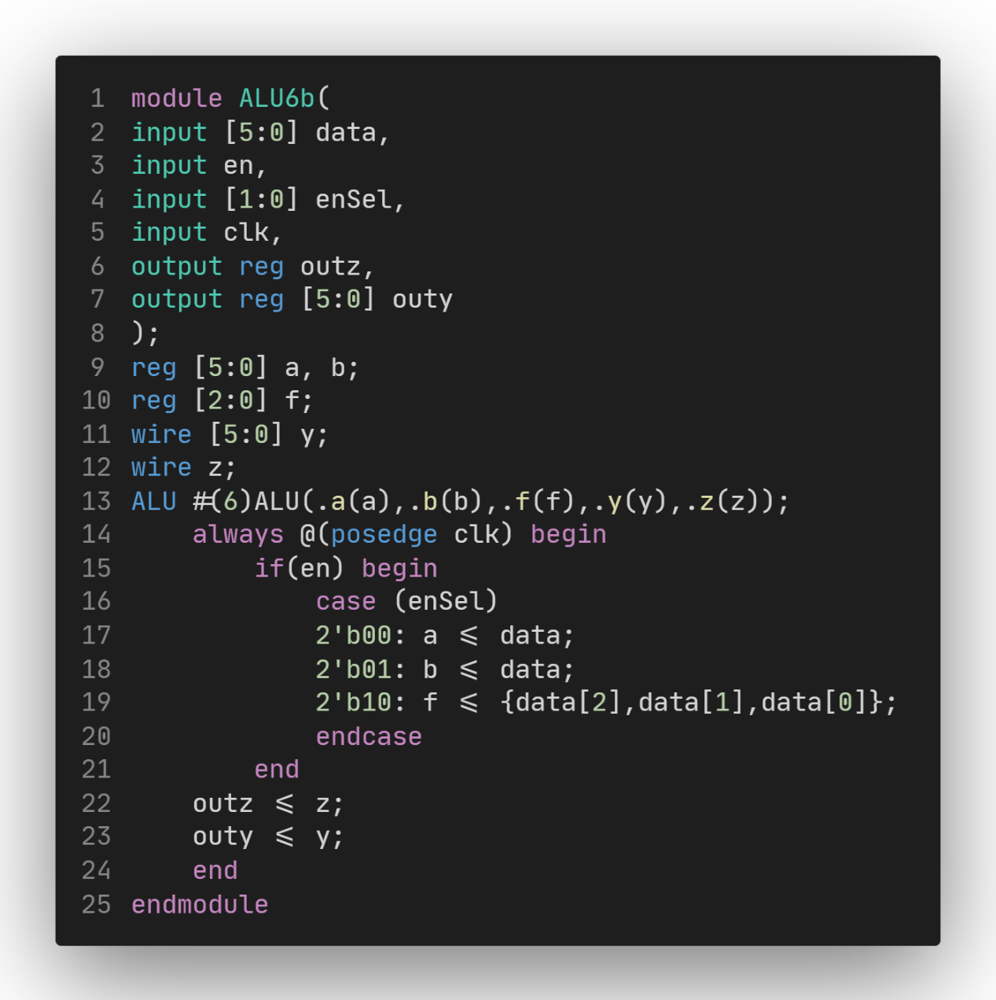 1 module ALU6b(
2 input [5:0] data,
3 input en,
4 input [1:0] enSel,
5 input clk,
6 output reg outz,
7 output reg [5:0] outy
8 );
9 reg [5:0] a, b;
10 reg [2:0] f;
11 wire [5:0] y;
12 wire z;
13 ALU #(6)ALU(.a(a),.b(b),.f(f),.y(y),.z(z));
14     always @(posedge clk) begin
15         if(en) begin
16             case (enSel)
17             2'b00: a <= data;
18             2'b01: b <= data;
19             2'b10: f <= {data[2],data[1],data[0]};
20             endcase
21         end
22     outz <= z;
23     outy <= y;
24     end
25 endmodule